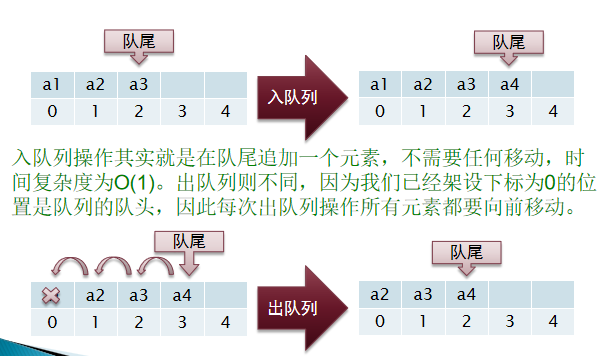 队尾
队尾
a1 a2 a3
0 1 2 3 4
入队列
a1 a2 a3 a4
0 1 2 3 4
入队列操作其实就是在队尾追加一个元素，不需要任何移动，时
间复杂度为O(1)。出队列则不同，因为我们已经架设下标为0的位
置是队列的队头，因此每次出队列操作所有元素都要向前移动。
队尾
队尾
a2 a3 a4
0 1 2 3 4
出队列
a2 a3 a4
0 1 2 3 4